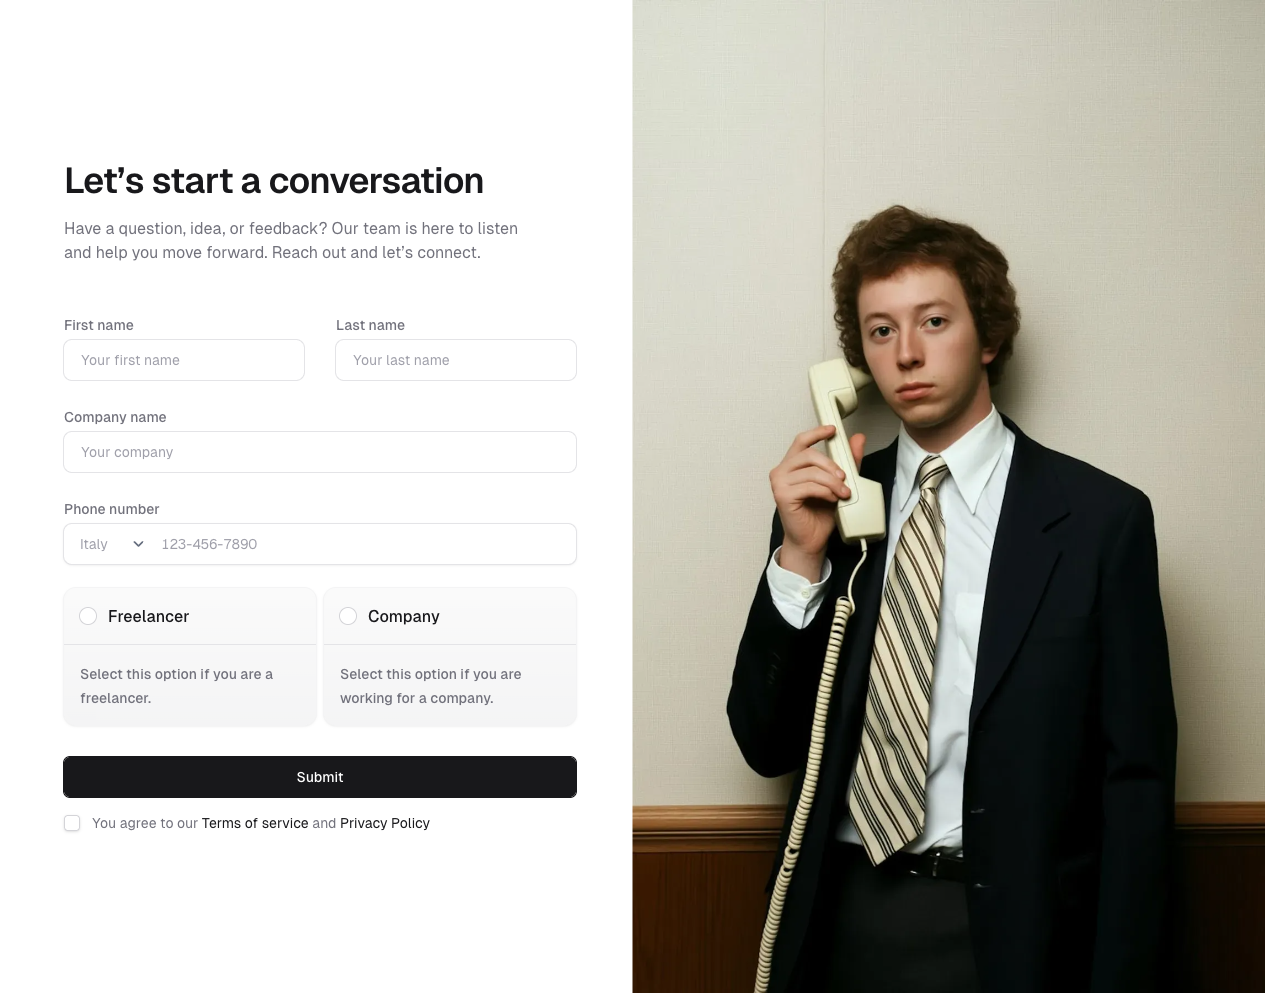 Let’s start a conversation
Have a question, idea, or feedback? Our team is here to listen
and help you move forward. Reach out and let’s connect.
First name
Last name
Your first name
Your last name
Company name
Your company
Phone number
Italy
123-456-7890
Freelancer
Company
Select this option if you are a
freelancer.
Select this option if you are
working for a company.
Submit
You agree to our Terms of service and Privacy Policy